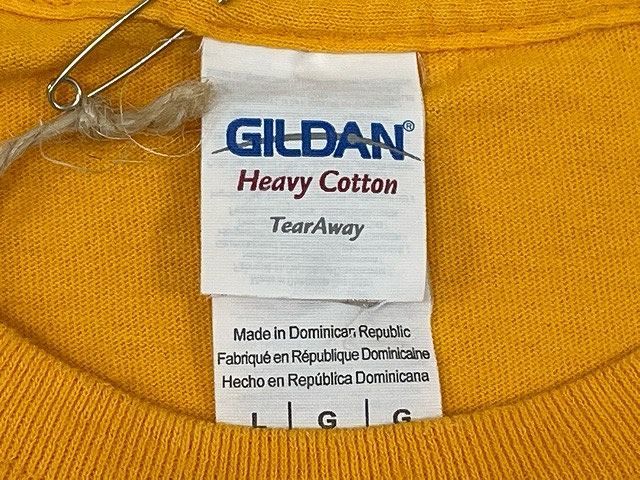 GILDAN®
Heavy Cotton
TearAway
Made in Dominican Republic
Fabriqué en République Dominicaine
Hecho en República Dominicana
L | G | G